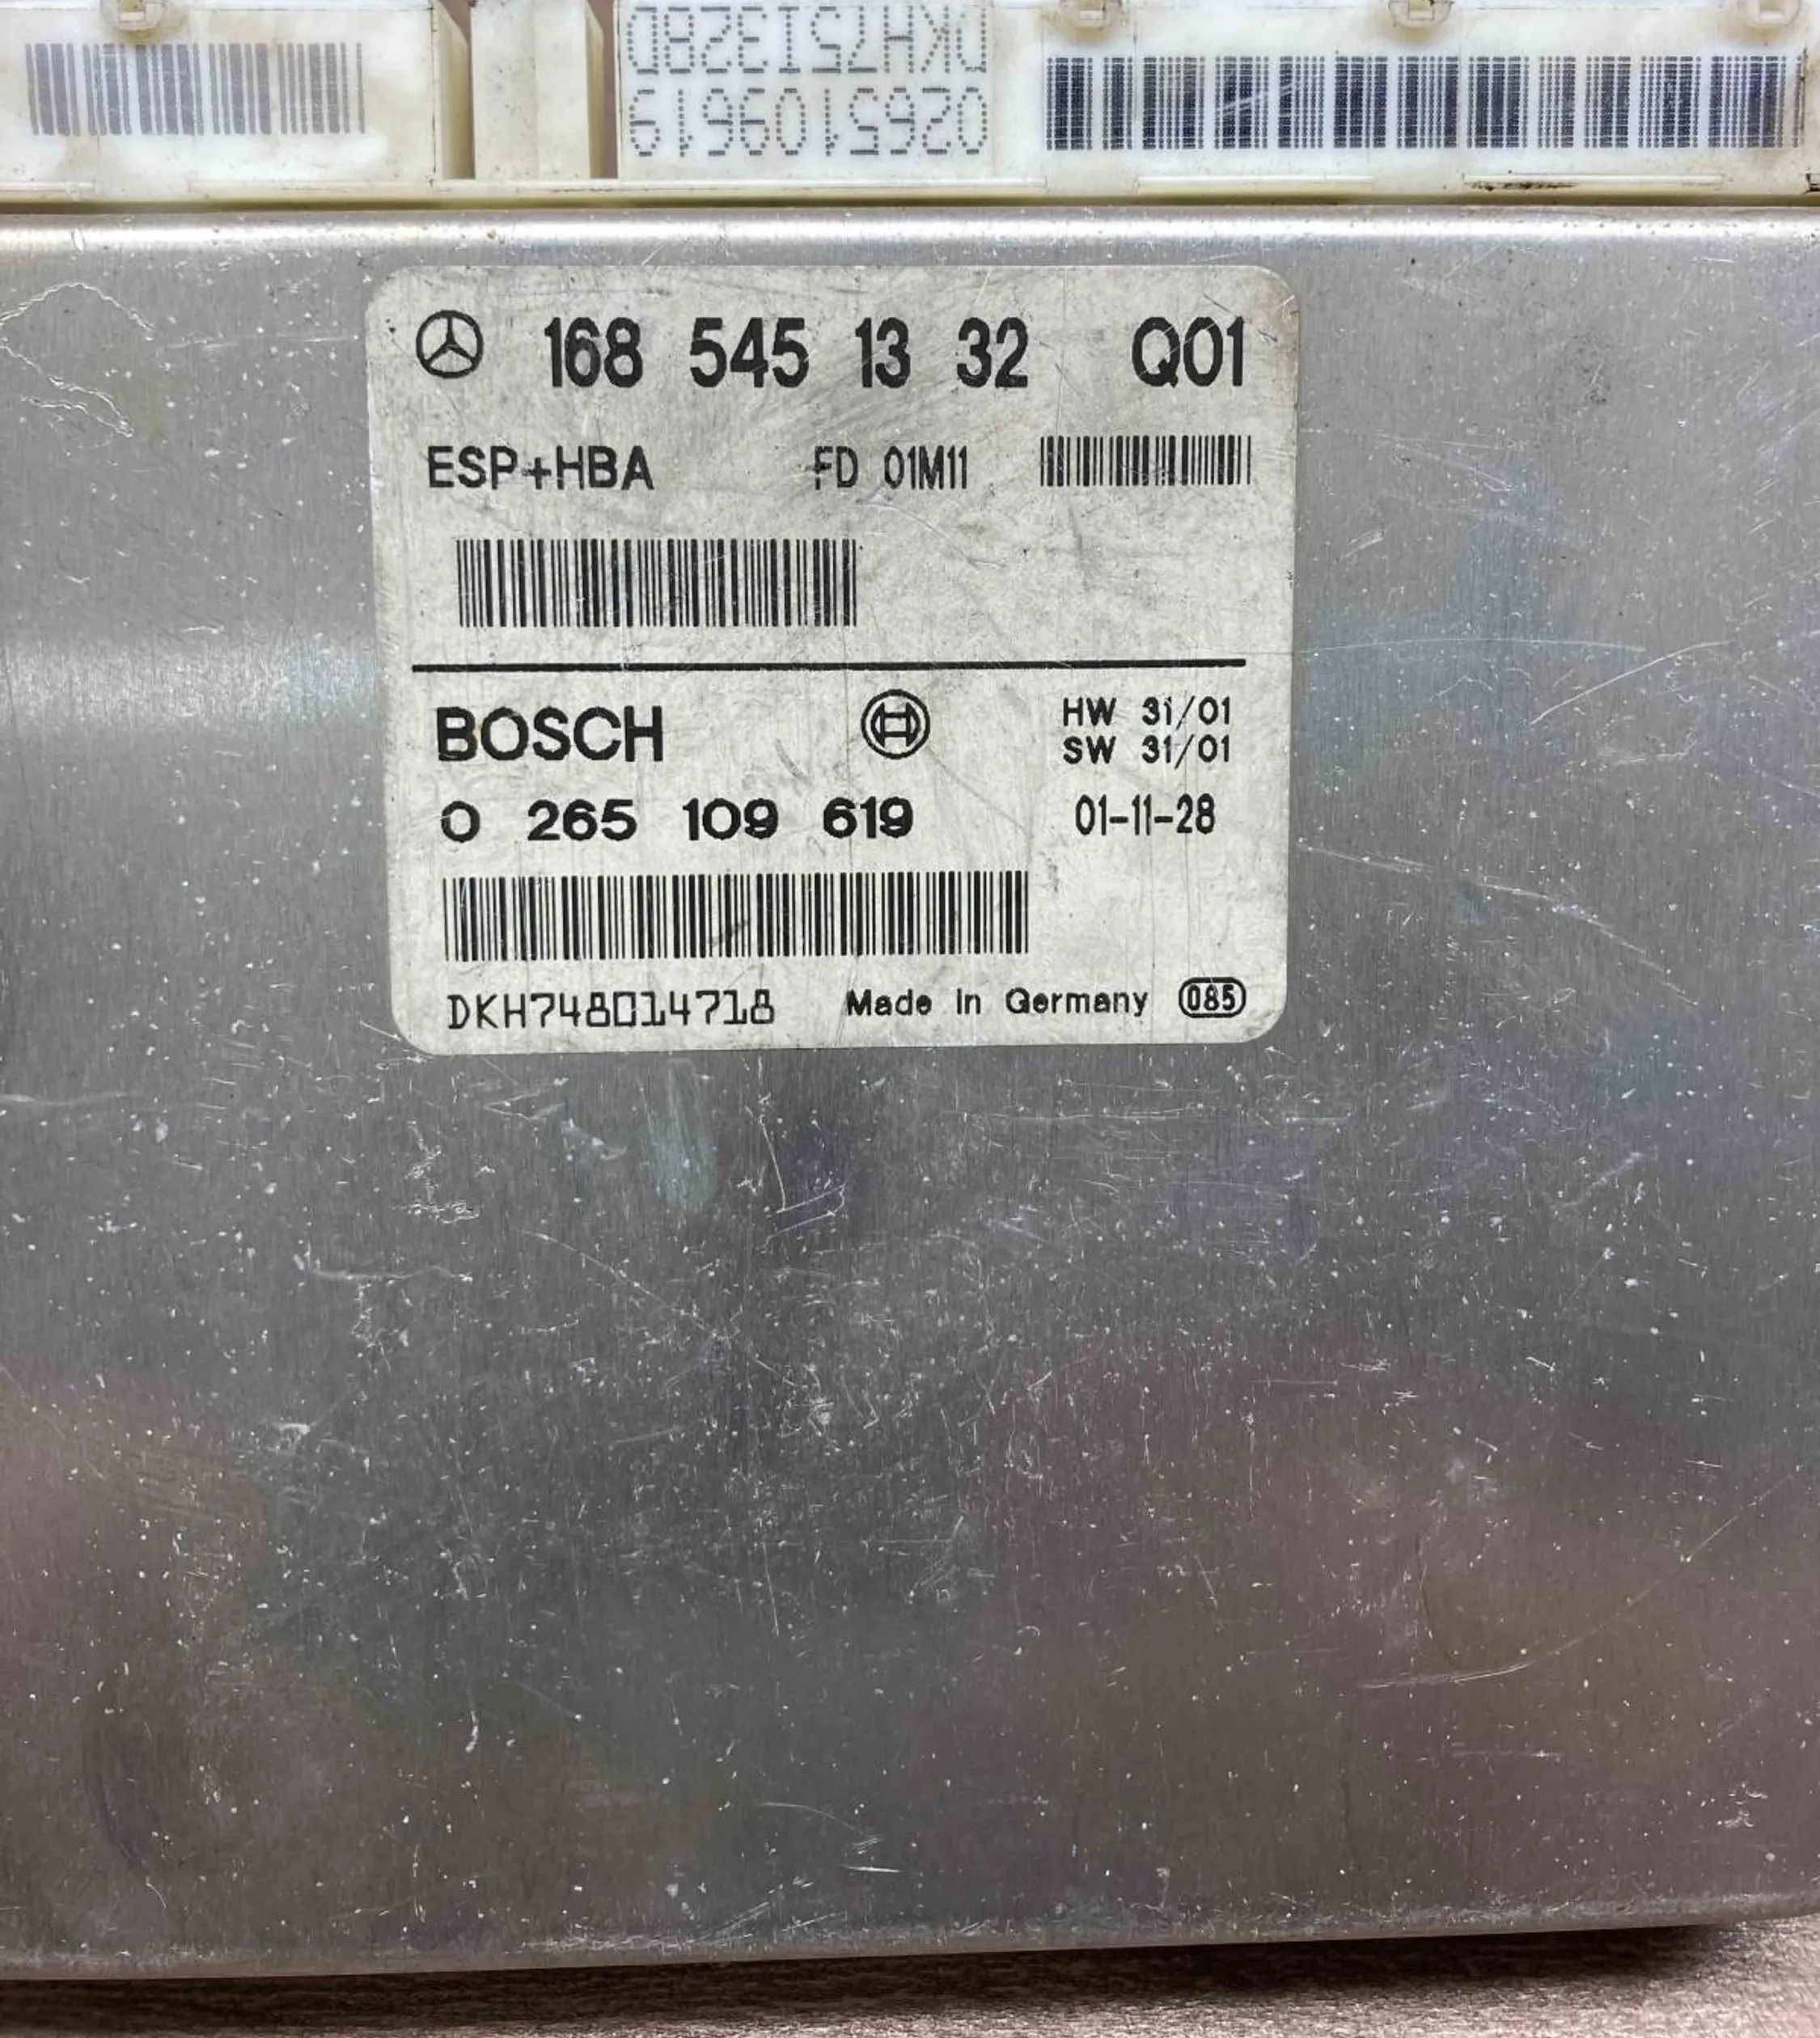 DKH7513280
0265109619
168 545 13 32 Q01
ESP+HBA FD 01M11
BOSCH HW 31/01
SW 31/01
0 265 109 619 01-11-28
DKH748014718 Made in Germany 085